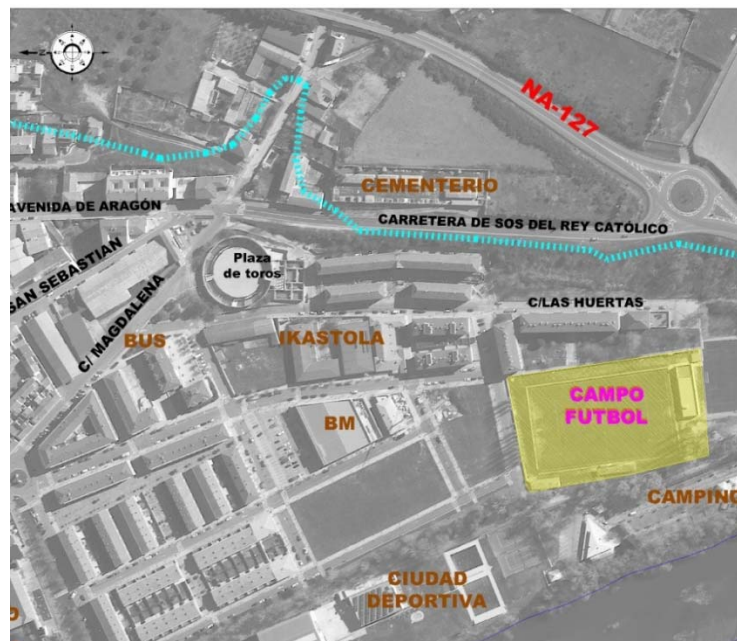 N
NA-127
CEMENTERIO
AVENIDA DE ARAGÓN
CARRETERA DE SOS DEL REY CATÓLICO
SAN SEBASTIAN
Plaza
de toros
C/ MAGDALENA
C/LAS HUERTAS
BUS
IKASTOLA
CAMPO
FUTBOL
BM
CAMPING
CIUDAD
DEPORTIVA